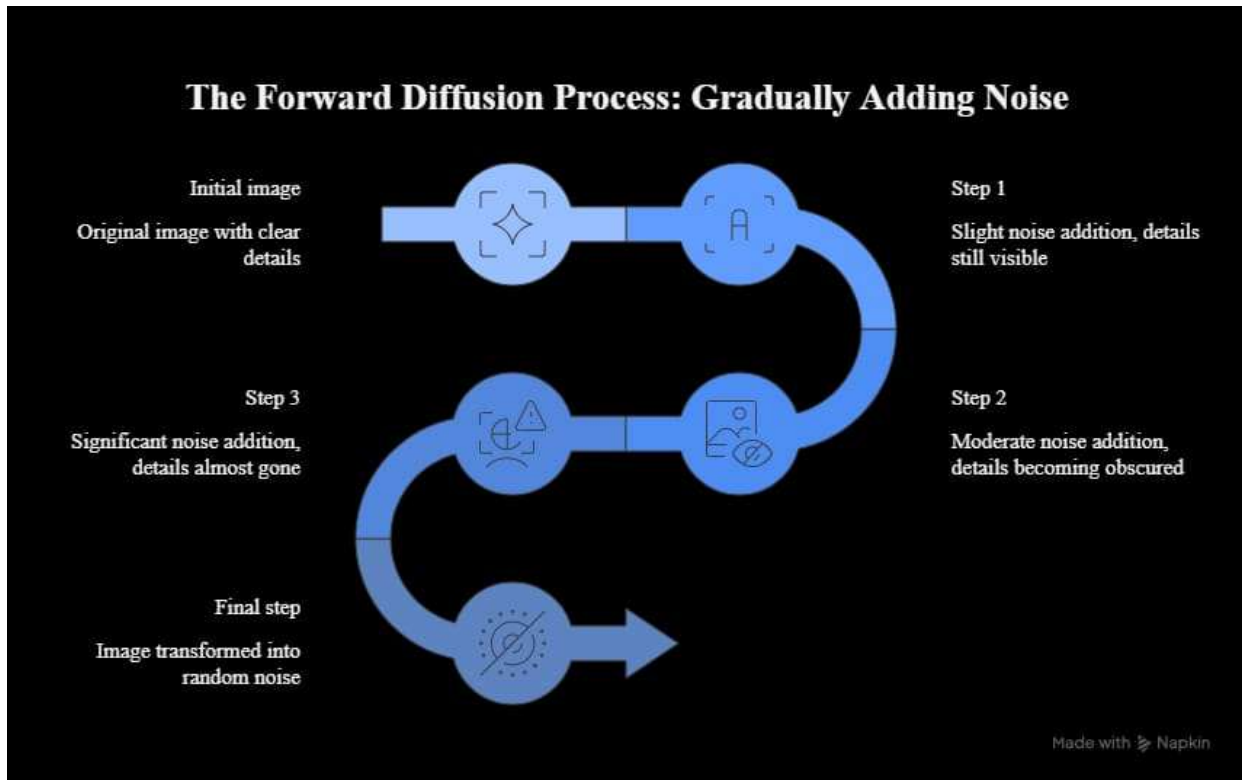 The Forward Diffusion Process: Gradually Adding Noise
Initial image
Original image with clear
details
Step 1
Slight noise addition, details
still visible
Step 2
Moderate noise addition,
details becoming obscured
Step 3
Significant noise addition,
details almost gone
Final step
Image transformed into
random noise
Made with Napkin